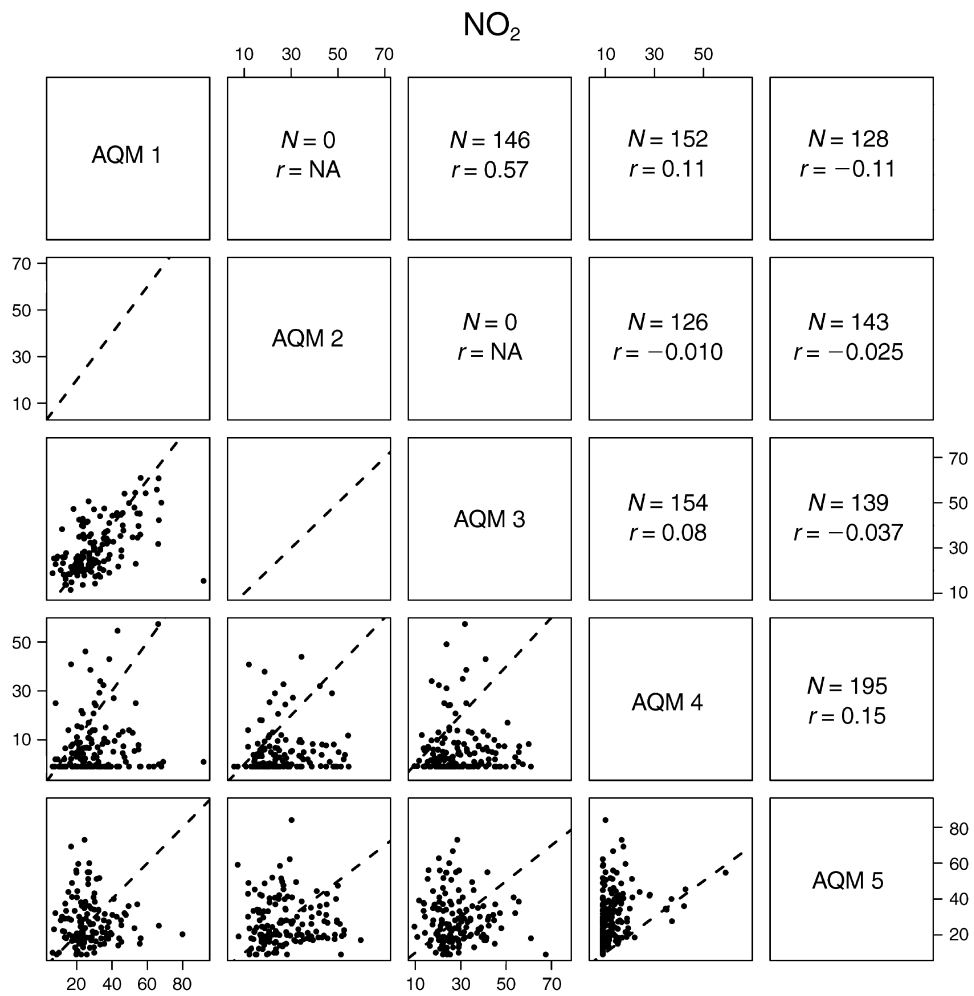 NO₂
10 30 50 70 10 30 50
AQM 1
N = 0
r = NA
N = 146
r = 0.57
N = 152
r = 0.11
N = 128
r = −0.11
70
50
30
10
AQM 2
N = 0
r = NA
N = 126
r = −0.010
N = 143
r = −0.025
AQM 3
N = 154
r = 0.08
N = 139
r = −0.037
70
50
30
10
50
30
10
AQM 4
N = 195
r = 0.15
AQM 5
80
60
40
20
20 40 60 80 10 30 50 70